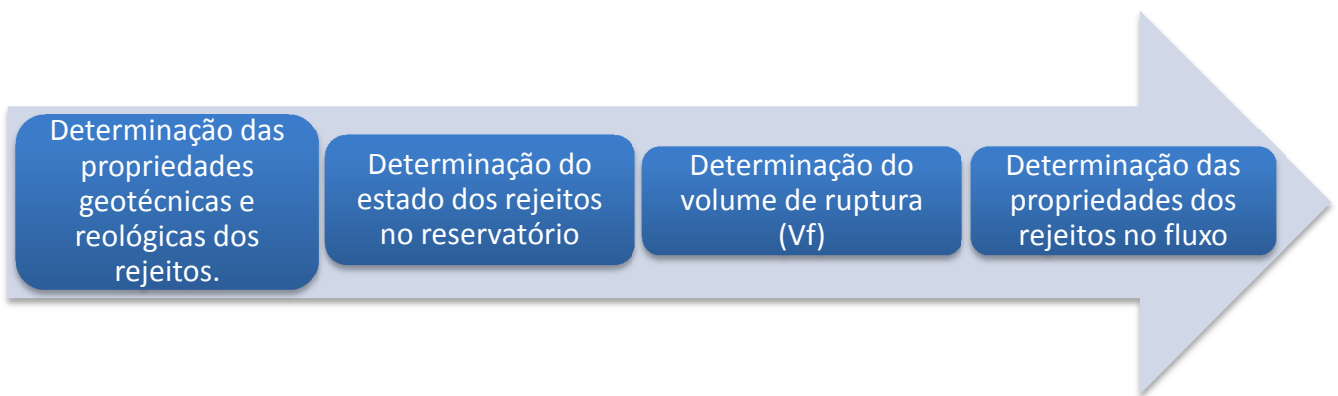 Determinação das
propriedades
geotécnicas e
reológicas dos
rejeitos.
Determinação do
estado dos rejeitos
no reservatório
Determinação do
volume de ruptura
(Vf)
Determinação das
propriedades dos
rejeitos no fluxo